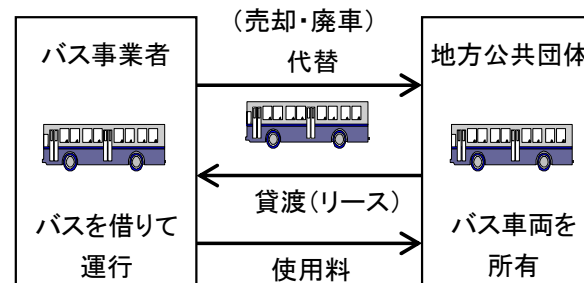 バス事業者
バスを借りて
運行
(売却・廃車)
代替
貸渡(リース)
使用料
地方公共団体
バス車両を
所有